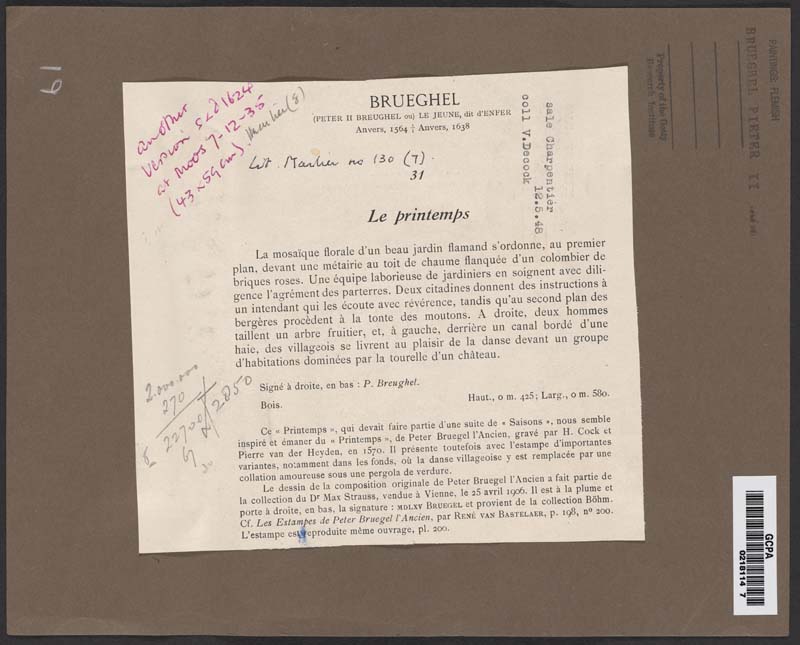 another
version s&d 1624
at Moos 7-12-35
(43 x 59 cm). Marlier (8)
61
BRUEGHEL
(PETER II BREUGHEL ou) LE JEUNE, dit d'ENFER
Anvers, 1564 † Anvers, 1638
Lit. Marlier no 130 (7).
31
sale Charpentier
12.5.48
coll V.Decock
Le printemps
La mosaïque florale d'un beau jardin flamand s'ordonne, au premier
plan, devant une métairie au toit de chaume flanquée d'un colombier de
briques roses. Une équipe laborieuse de jardiniers en soignent avec dili-
gence l'agrément des parterres. Deux citadines donnent des instructions à
un intendant qui les écoute avec révérence, tandis qu'au second plan des
bergères procèdent à la tonte des moutons. A droite, deux hommes
taillent un arbre fruitier, et, à gauche, derrière un canal bordé d'une
haie, des villageois se livrent au plaisir de la danse devant un groupe
d'habitations dominées par la tourelle d'un château.
Signé à droite, en bas : P. Breughel.
Bois.
Haut., 0 m. 425; Larg., 0 m. 580.
2.000.000
270
22700
£ 2850
Ce « Printemps », qui devait faire partie d'une suite de « Saisons », nous semble
inspiré et émaner du « Printemps », de Peter Bruegel l'Ancien, gravé par H. Cock et
Pierre van der Heyden, en 1570. Il présente toutefois avec l'estampe d'importantes
variantes, notamment dans les fonds, où la danse villageoise y est remplacée par une
collation amoureuse sous une pergola de verdure.
Le dessin de la composition originale de Peter Bruegel l'Ancien a fait partie de
la collection du Dr Max Strauss, vendue à Vienne, le 25 avril 1906. Il est à la plume et
porte à droite, en bas, la signature : MDLXV BRUEGEL et provient de la collection Böhm.
Cf. Les Estampes de Peter Bruegel l'Ancien, par RENÉ VAN BASTELAER, p. 198, nº 200.
L'estampe est reproduite même ouvrage, pl. 200.
PAINTINGS: FLEMISH
BRUEGHEL PIETER II
Property of the Getty
Research Institute
GCPA
0218114 7